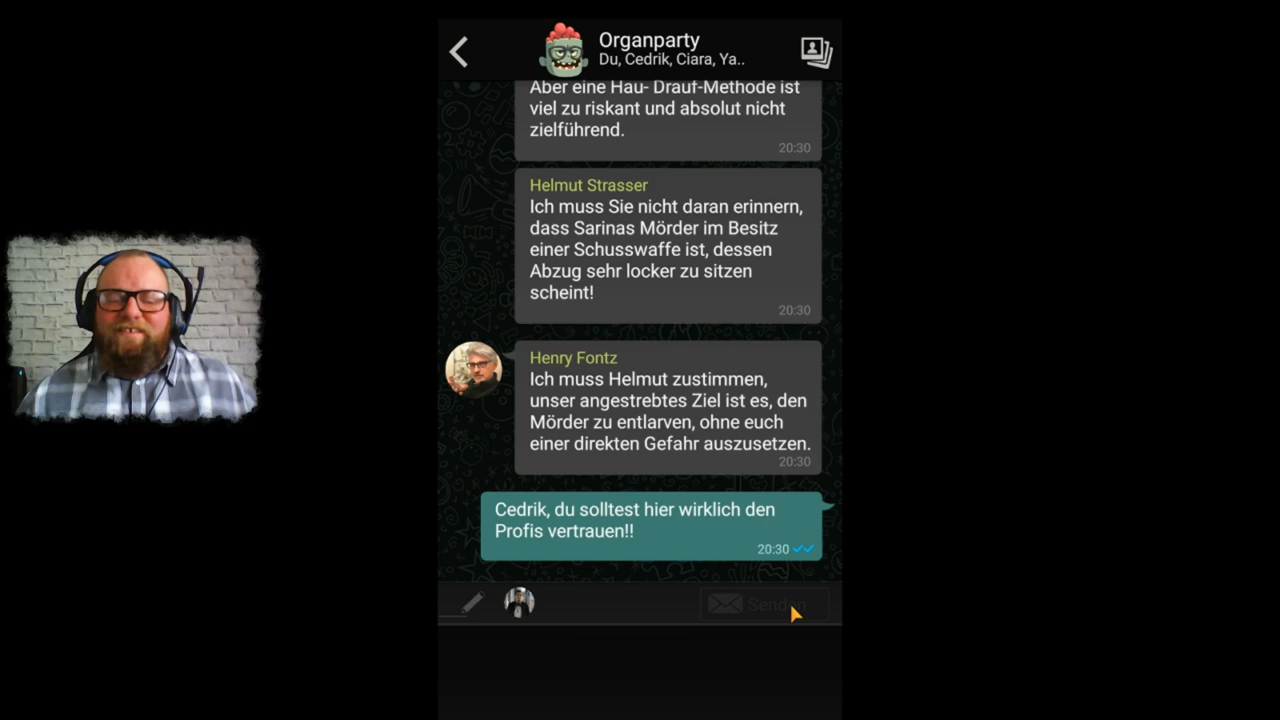 Organparty
Du, Cedrik, Ciara, Ya..
Aber eine Hau- Drauf-Methode ist
viel zu riskant und absolut nicht
zielführend.
20:30
Helmut Strasser
Ich muss Sie nicht daran erinnern,
dass Sarinas Mörder im Besitz
einer Schusswaffe ist, dessen
Abzug sehr locker zu sitzen
scheint!
20:30
Henry Fontz
Ich muss Helmut zustimmen,
unser angestrebtes Ziel ist es, den
Mörder zu entlarven, ohne euch
einer direkten Gefahr auszusetzen.
20:30
Cedrik, du solltest hier wirklich den
Profis vertrauen!!
20:30
Senden